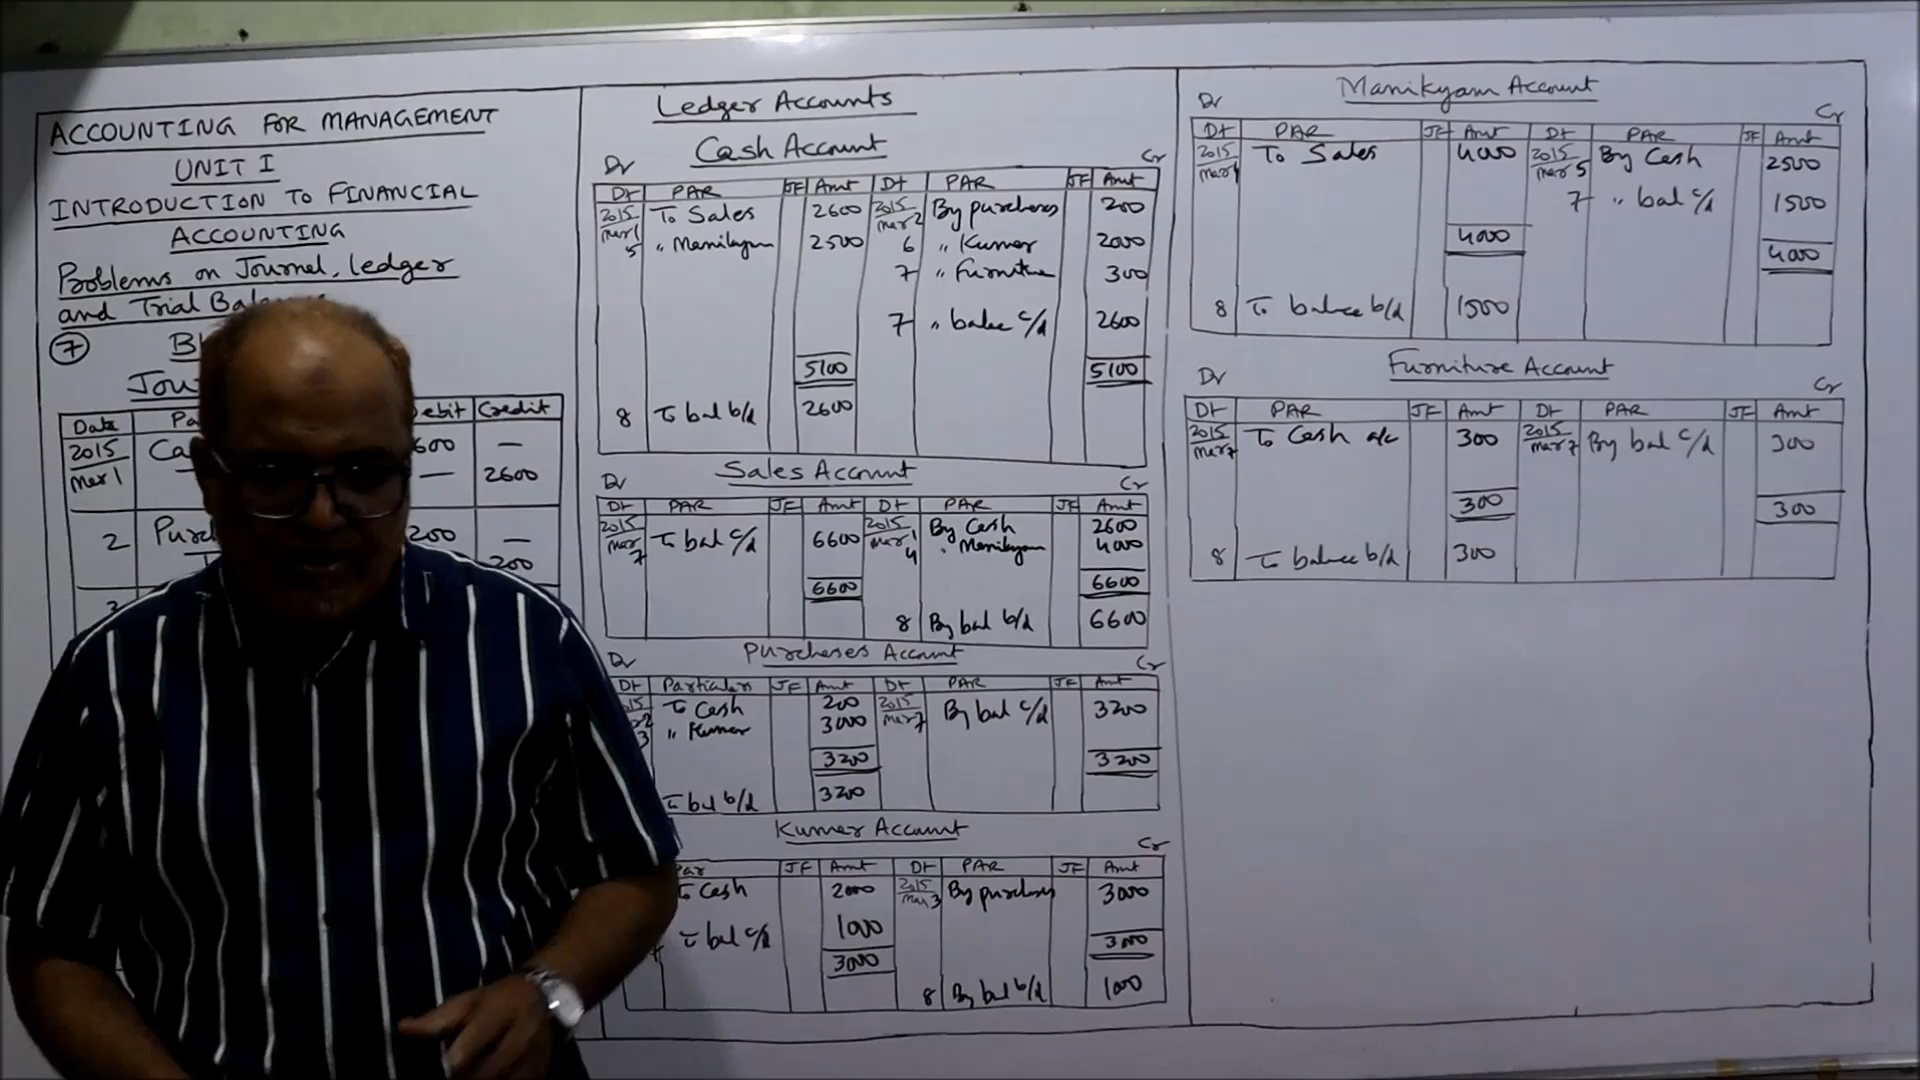 ACCOUNTING FOR MANAGEMENT
UNIT I
INTRODUCTION TO FINANCIAL
ACCOUNTING
Problems on Journal, ledger
and Trial
7
Date Debit Credit
2015 600 —
Mar 1 — 2600
2 200 —
200
3
Ledger Accounts
Cash Account
Dr Cr
Dt PAR JF Amt Dt PAR JF Amt
2015 To Sales 2600 2015 By purchases 200
Mar 1 Mar 2
5 " Manikyam 2500 6 " Kumar 2000
7 " Furniture 300
7 " balce c/d 2600
5100 5100
8 To bal b/d 2600
Sales Account
Dr Cr
Dt PAR JF Amt Dt PAR JF Amt
2015 To bal c/d 6600 2015 By Cash 2600
Mar 7 Mar 1
4 " Manikyam 4000
6600 6600
8 By bal b/d 6600
Purchases Account
Dr Cr
Dt Particulars JF Amt Dt PAR JF Amt
To Cash 200 2015 By bal c/d 3200
Mar 7
3 " Kumar 3000
3200 3200
To bal b/d 3200
Kumar Account
Cr
Par JF Amt Dt PAR JF Amt
To Cash 2000 2015 By purchases 3000
Mar 3
To bal c/d 1000
3000 3000
8 By bal b/d 1000
Manikyam Account
Dr Cr
Dt PAR JF Amt Dt PAR JF Amt
2015 To Sales 4000 2015 By Cash 2500
Mar 4 Mar 5
7 " bal c/d 1500
4000 4000
8 To balnce b/d 1500
Furniture Account
Dr Cr
Dt PAR JF Amt Dt PAR JF Amt
2015 To Cash a/c 300 2015 By bal c/d 300
Mar 7 Mar 7
300 300
8 To balnce b/d 300